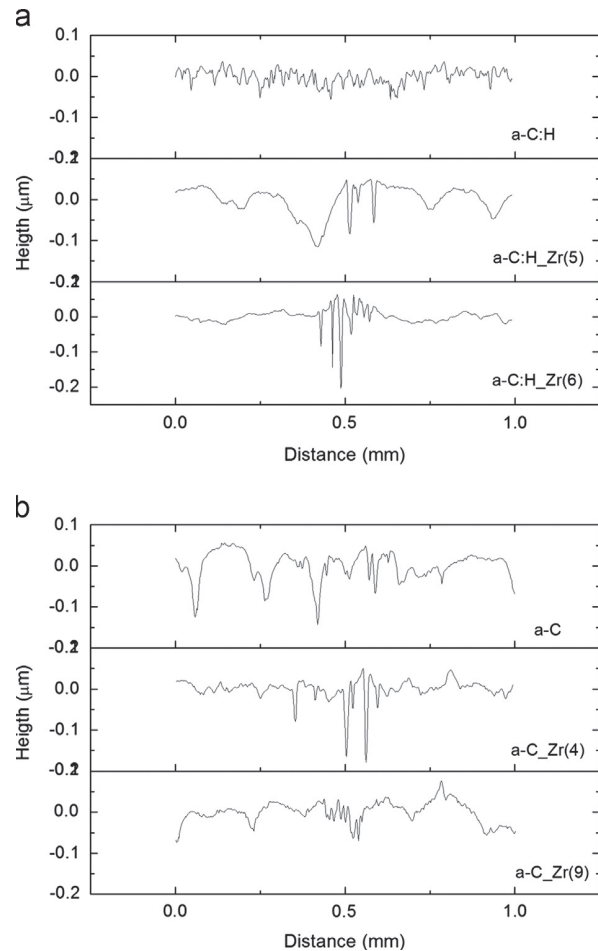 a
0.1
0.0
-0.1
-0.2
a-C:H
0.0
-0.1
-0.2
a-C:H_Zr(5)
0.0
-0.1
-0.2
a-C:H_Zr(6)
Heigth (μm)
0.0 0.5 1.0
Distance (mm)
b
0.1
0.0
-0.1
-0.2
a-C
0.0
-0.1
-0.2
a-C_Zr(4)
0.0
-0.1
-0.2
a-C_Zr(9)
Heigth (μm)
0.0 0.5 1.0
Distance (mm)